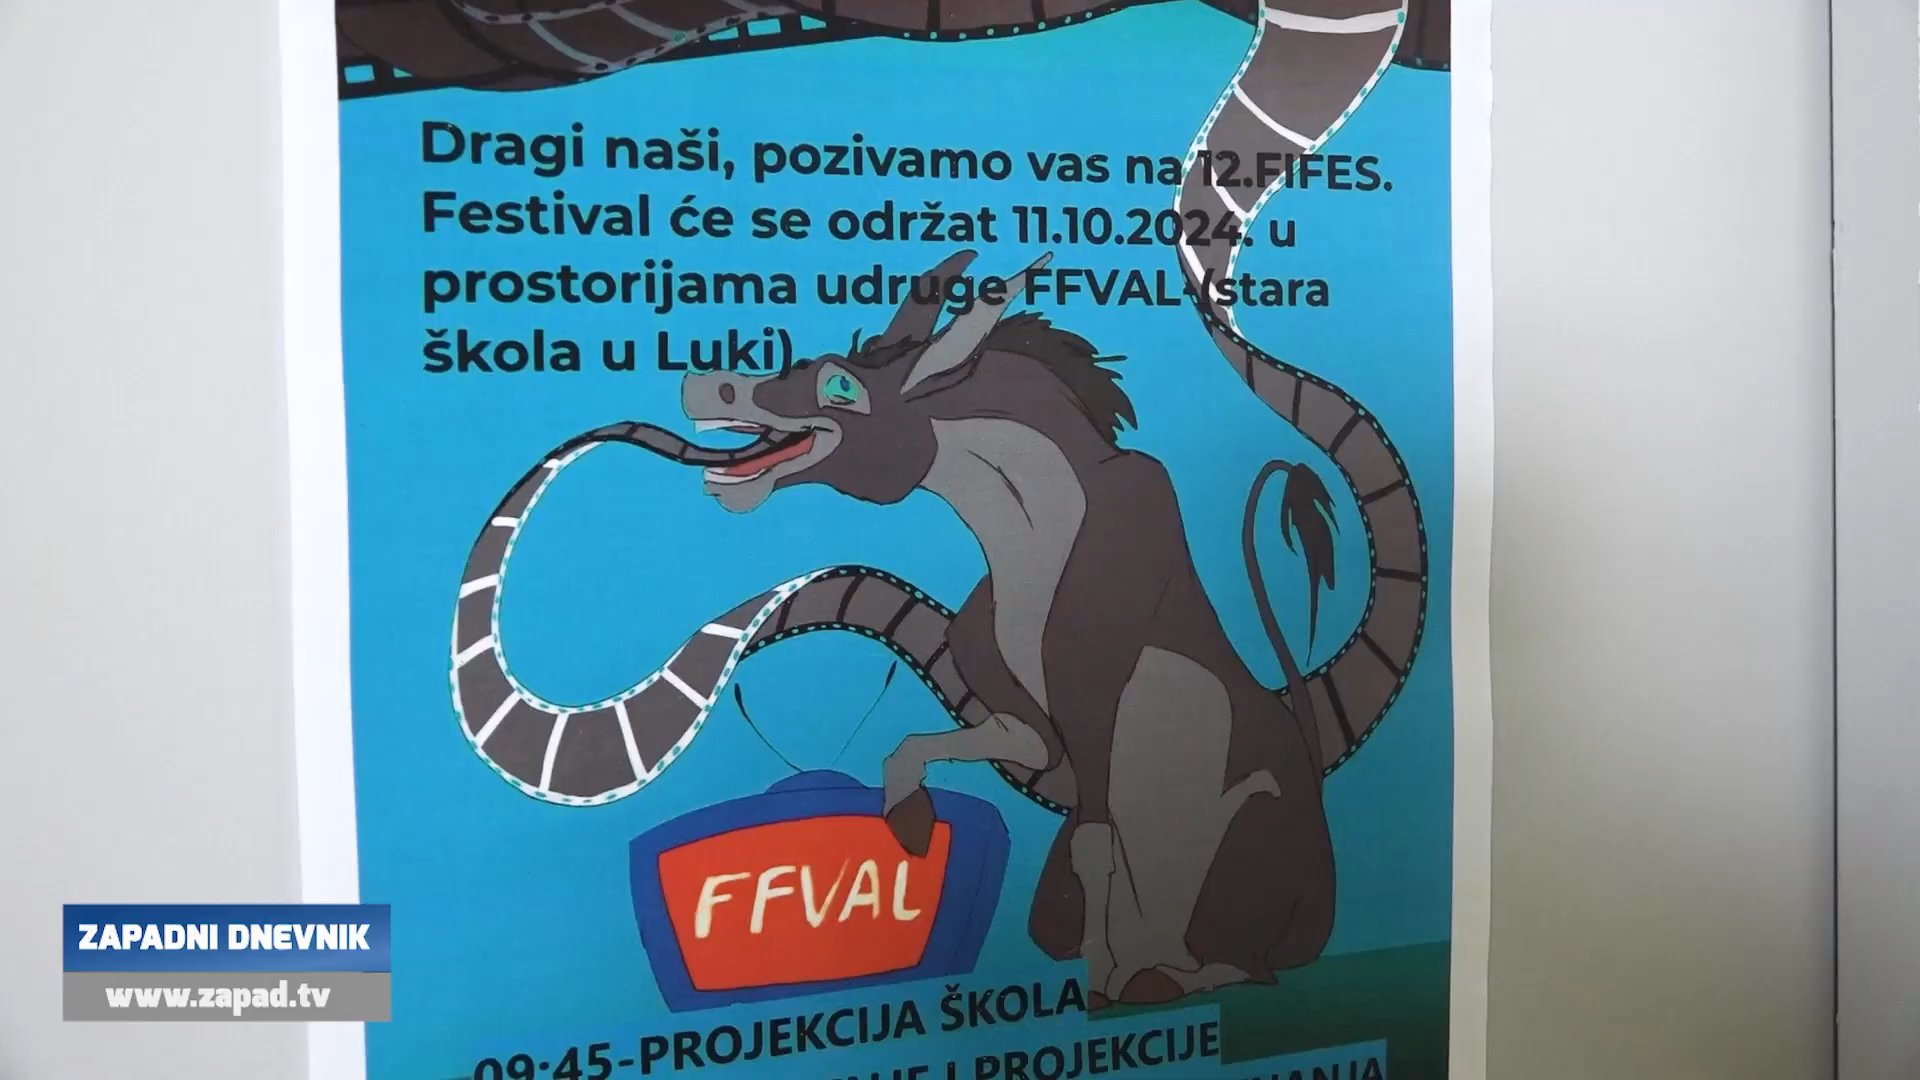 Dragi naši, pozivamo vas na 12.FIFES.
Festival će se održat 11.10.2024. u
prostorijama udruge FFVAL (stara
škola u Luki).
FFVAL
09:45-PROJEKCIJA ŠKOLA
I PROJEKCIJE
ZAPADNI DNEVNIK
www.zapad.tv